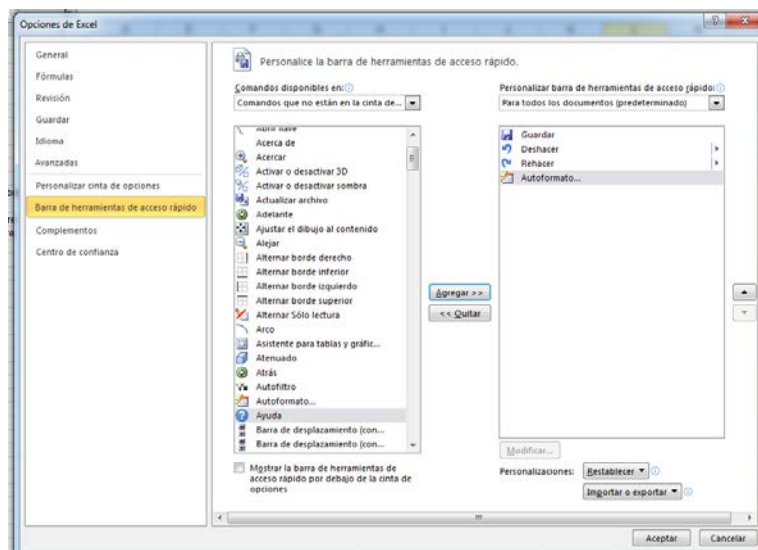 Opciones de Excel
General
Fórmulas
Revisión
Guardar
Idioma
Avanzadas
Personalizar cinta de opciones
Barra de herramientas de acceso rápido
Complementos
Centro de confianza
Personalice la barra de herramientas de acceso rápido.
Comandos disponibles en:
Comandos que no están en la cinta de...
Acerca de
Acercar
Activar o desactivar 3D
Activar o desactivar sombra
Actualizar archivo
Adelante
Ajustar el dibujo al contenido
Alejar
Alternar borde derecho
Alternar borde inferior
Alternar borde izquierdo
Alternar borde superior
Alternar Sólo lectura
Arco
Asistente para tablas y gráfic...
Atenuado
Atrás
Autofiltro
Autoformato...
Ayuda
Barra de desplazamiento (con...
Barra de desplazamiento (con...
Mostrar la barra de herramientas de
acceso rápido por debajo de la cinta de
opciones
Agregar >>
<< Quitar
Personalizar barra de herramientas de acceso rápido:
Para todos los documentos (predeterminado)
Guardar
Deshacer
Rehacer
Autoformato...
Modificar...
Personalizaciones:
Restablecer
Importar o exportar
Aceptar
Cancelar